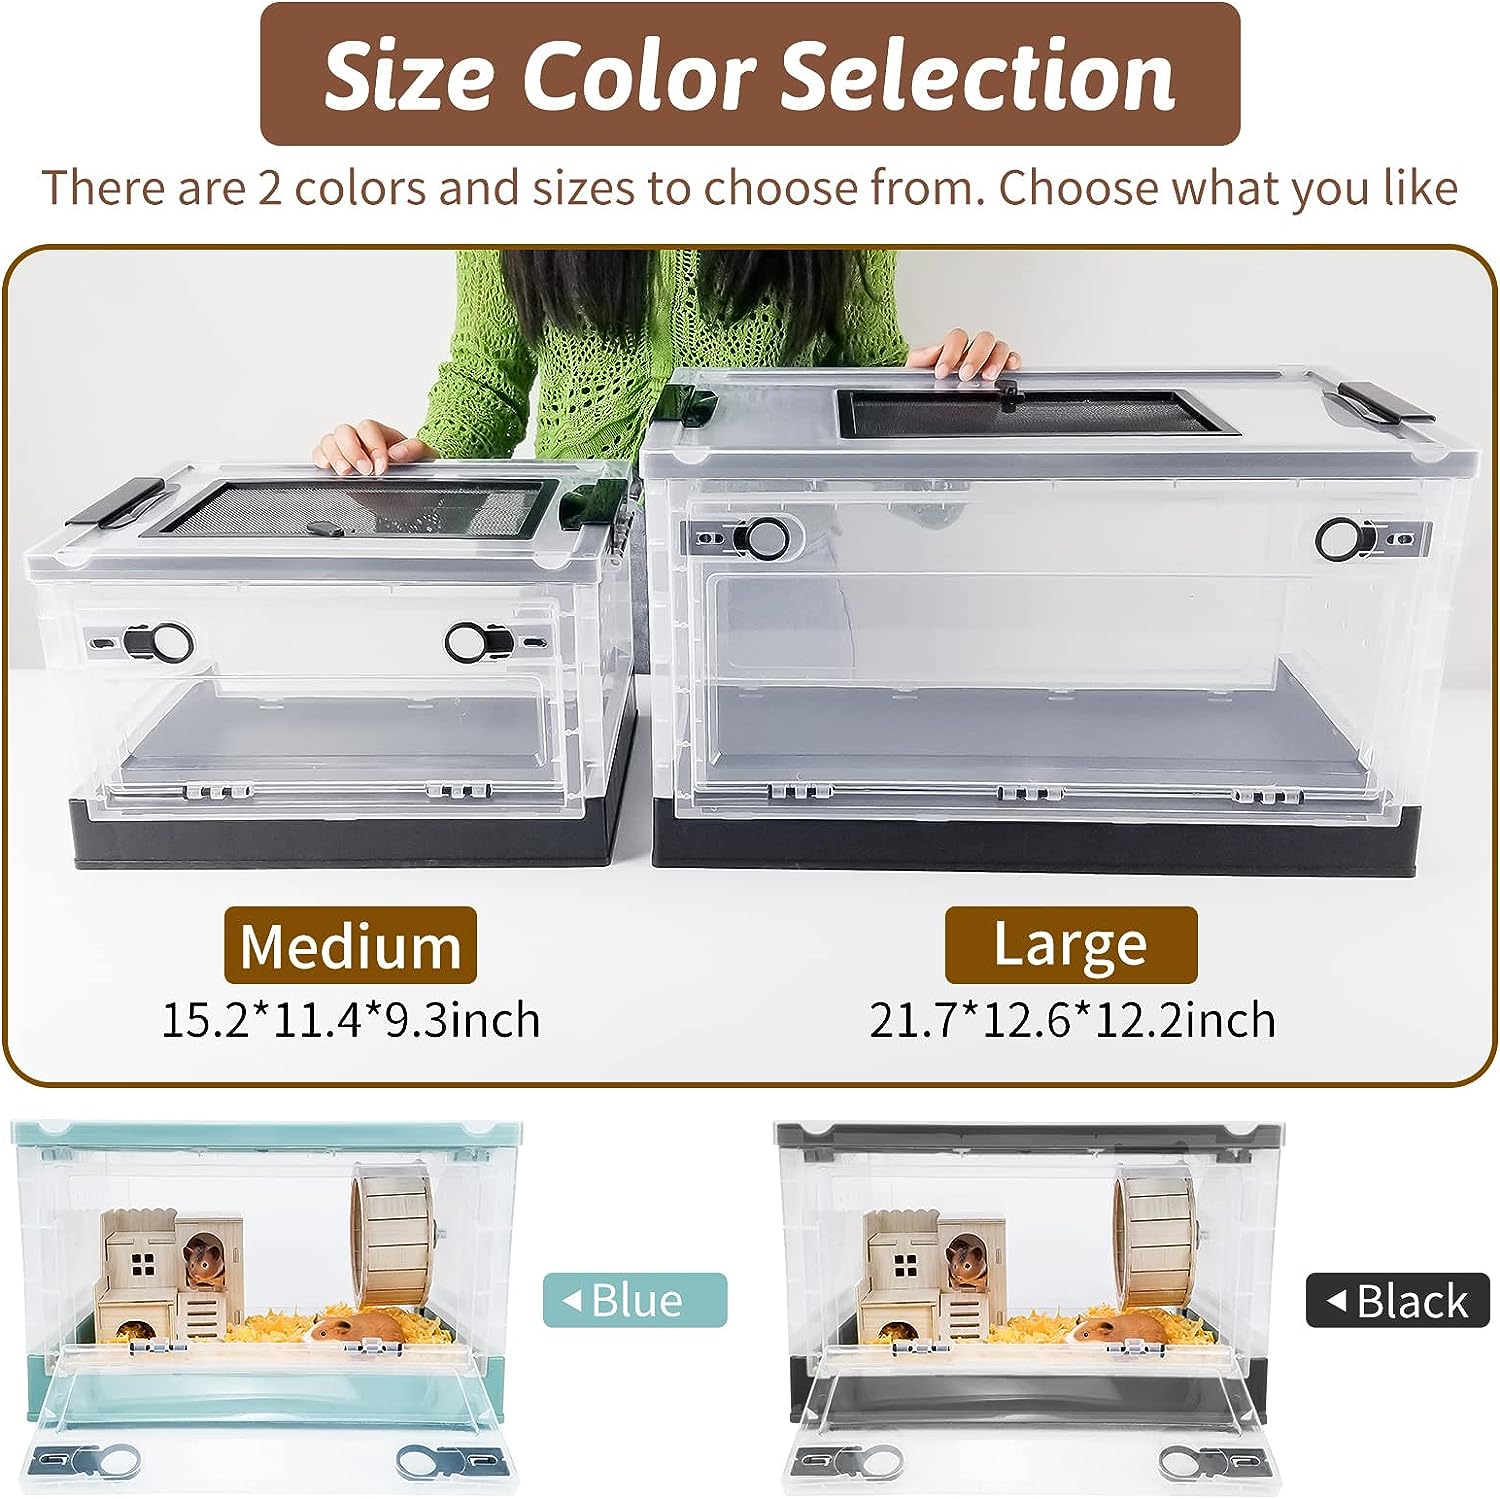 Size Color Selection
There are 2 colors and sizes to choose from. Choose what you like
Medium
15.2*11.4*9.3inch
Large
21.7*12.6*12.2inch
Blue
Black